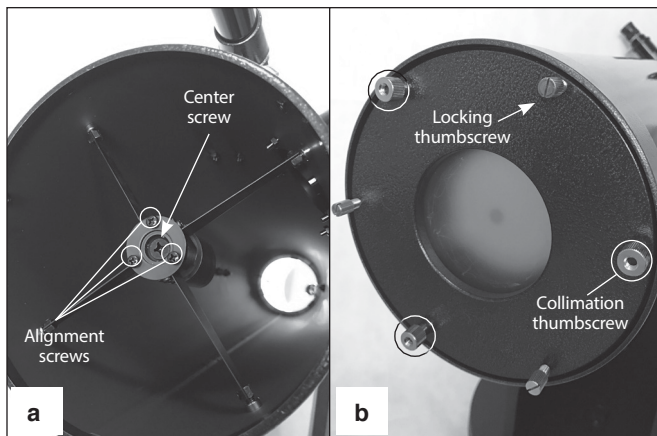 Center
screw
Alignment
screws
a
Locking
thumbscrew
Collimation
thumbscrew
b